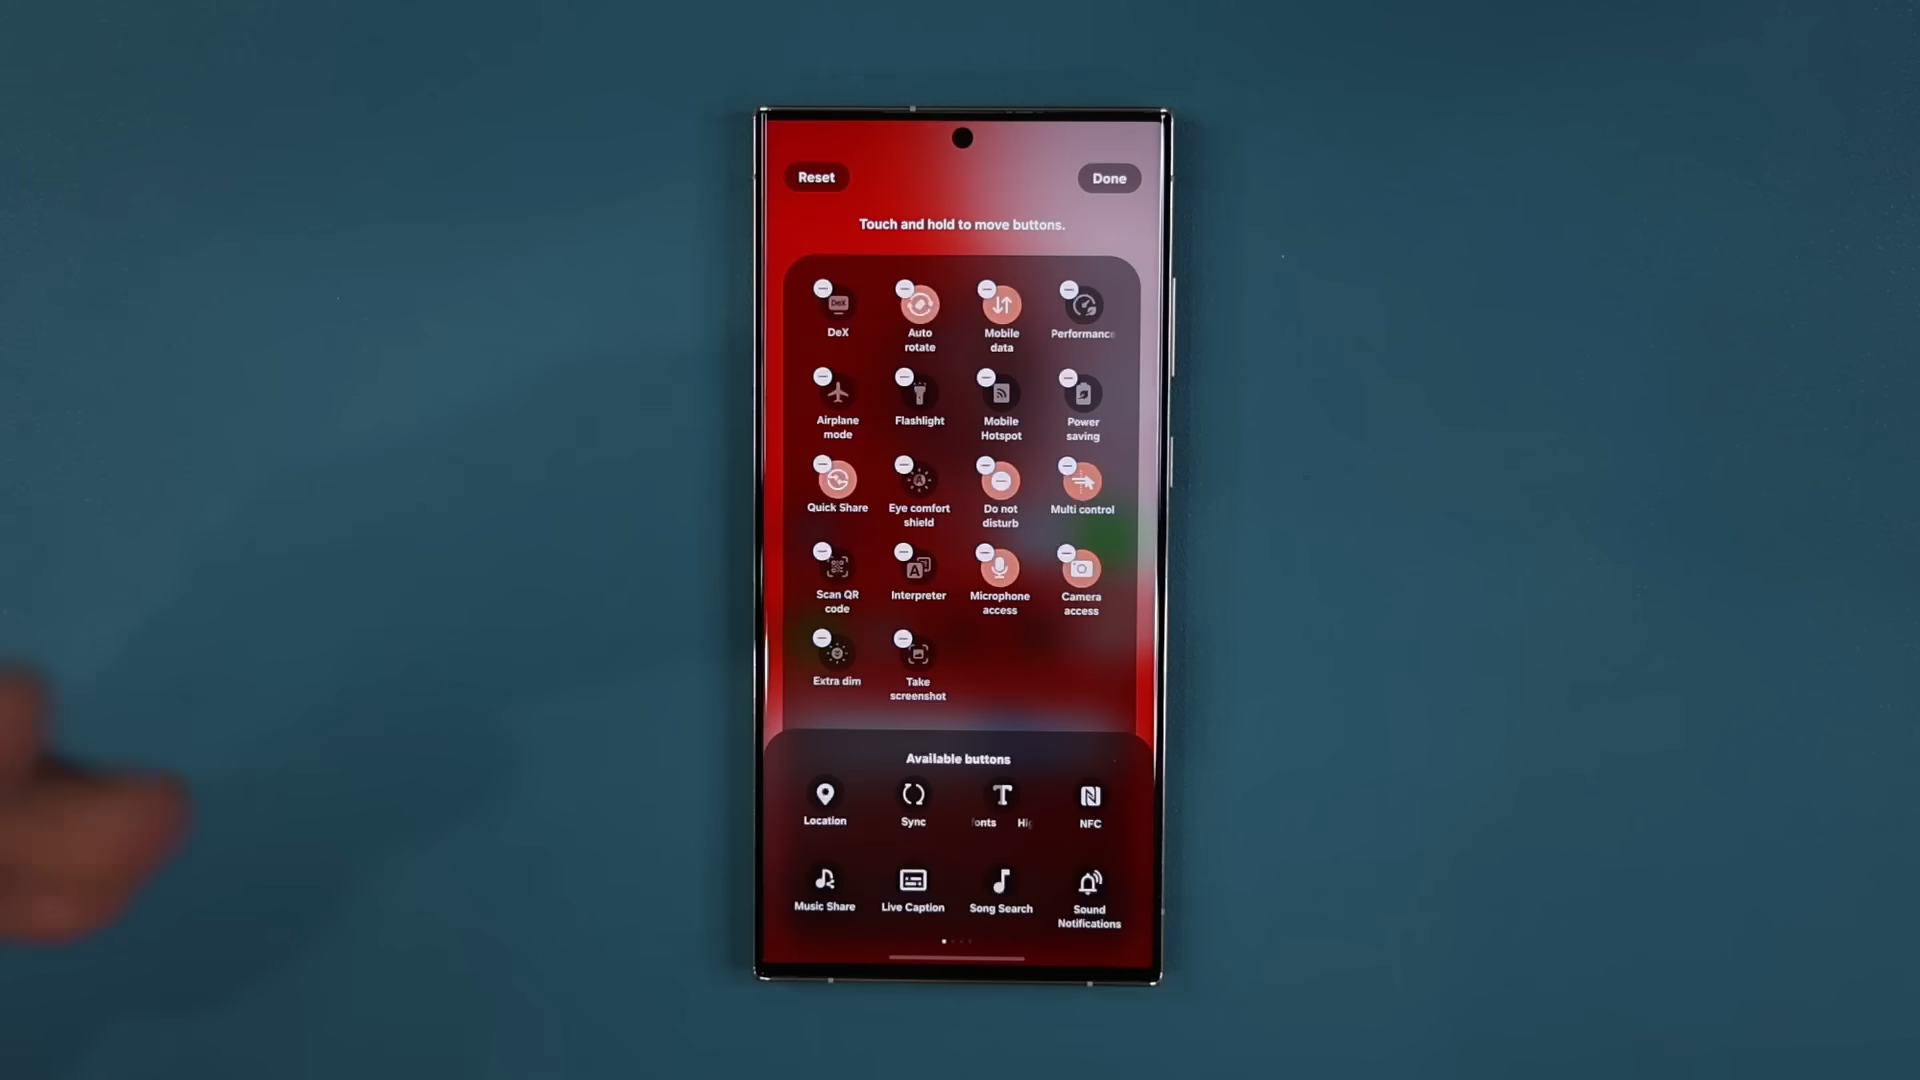 Reset
Done
Touch and hold to move buttons.
DeX
DeX
Auto
rotate
Mobile
data
Performance
Airplane
mode
Flashlight
Mobile
Hotspot
Power
saving
Quick Share
Eye comfort
shield
Do not
disturb
Multi control
Scan QR
code
Interpreter
Microphone
access
Camera
access
Extra dim
Take
screenshot
Available buttons
Location
Sync
NFC
Music Share
Live Caption
Song Search
Sound
Notifications